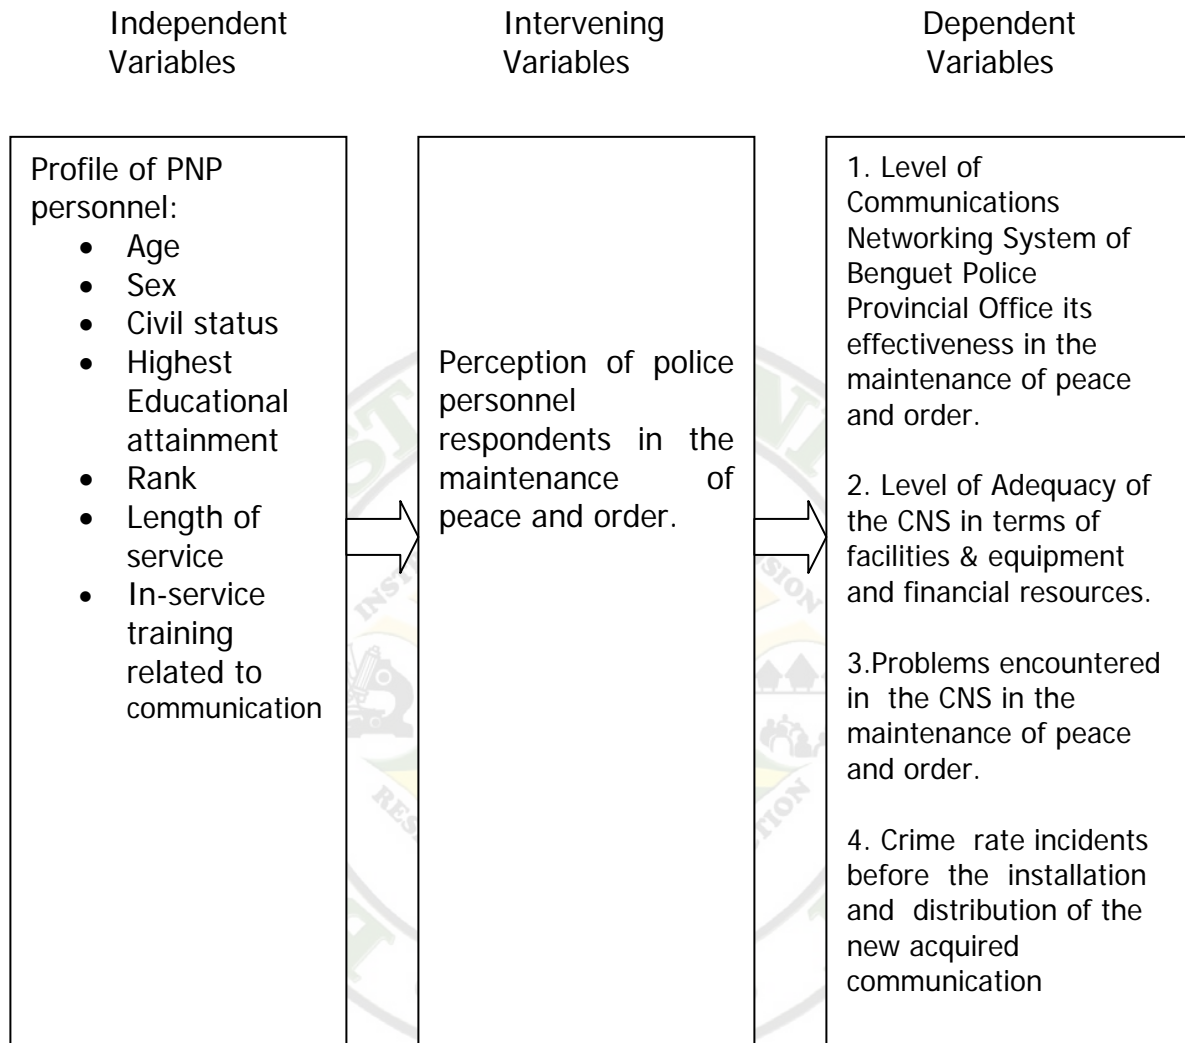 Independent
Variables
Intervening
Variables
Dependent
Variables
Profile of PNP
personnel:
• Age
• Sex
• Civil status
• Highest
Educational
attainment
• Rank
• Length of
service
• In-service
training
related to
communication
Perception of police
personnel
respondents in the
maintenance of
peace and order.
1. Level of
Communications
Networking System of
Benguet Police
Provincial Office its
effectiveness in the
maintenance of peace
and order.
2. Level of Adequacy of
the CNS in terms of
facilities & equipment
and financial resources.
3.Problems encountered
in the CNS in the
maintenance of peace
and order.
4. Crime rate incidents
before the installation
and distribution of the
new acquired
communication